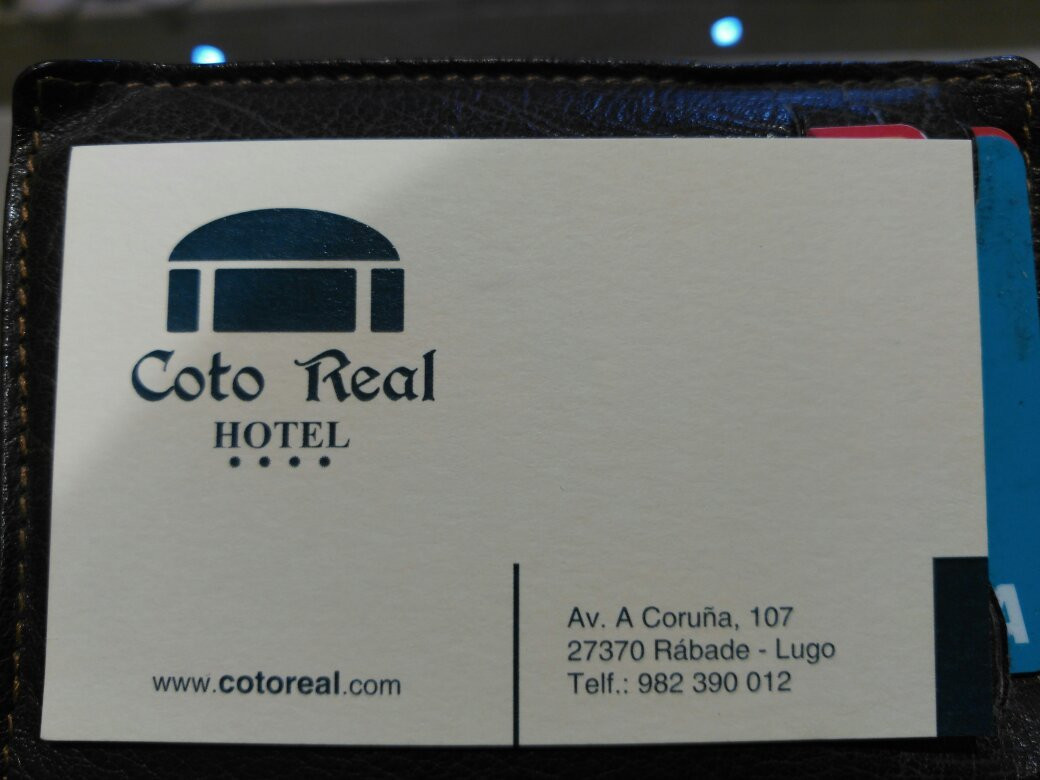 Coto Real
HOTEL
www.cotoreal.com
Av. A Coruña, 107
27370 Rábade - Lugo
Telf.: 982 390 012
A